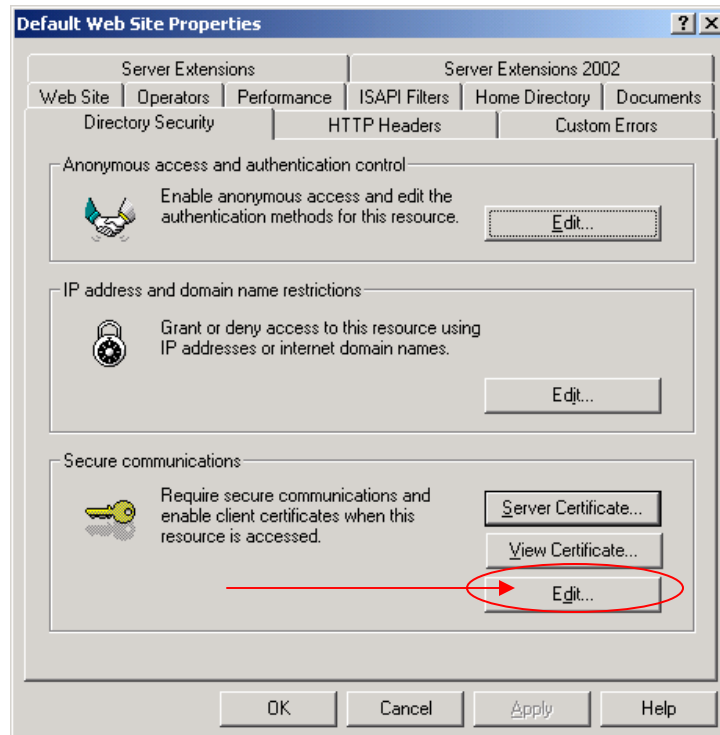 Default Web Site Properties
? X
Server Extensions Server Extensions 2002
Web Site Operators Performance ISAPI Filters Home Directory Documents
Directory Security HTTP Headers Custom Errors
Anonymous access and authentication control
Enable anonymous access and edit the
authentication methods for this resource.
Edit...
IP address and domain name restrictions
Grant or deny access to this resource using
IP addresses or internet domain names.
Edit...
Secure communications
Require secure communications and
enable client certificates when this
resource is accessed.
Server Certificate...
View Certificate...
Edit...
OK Cancel Apply Help